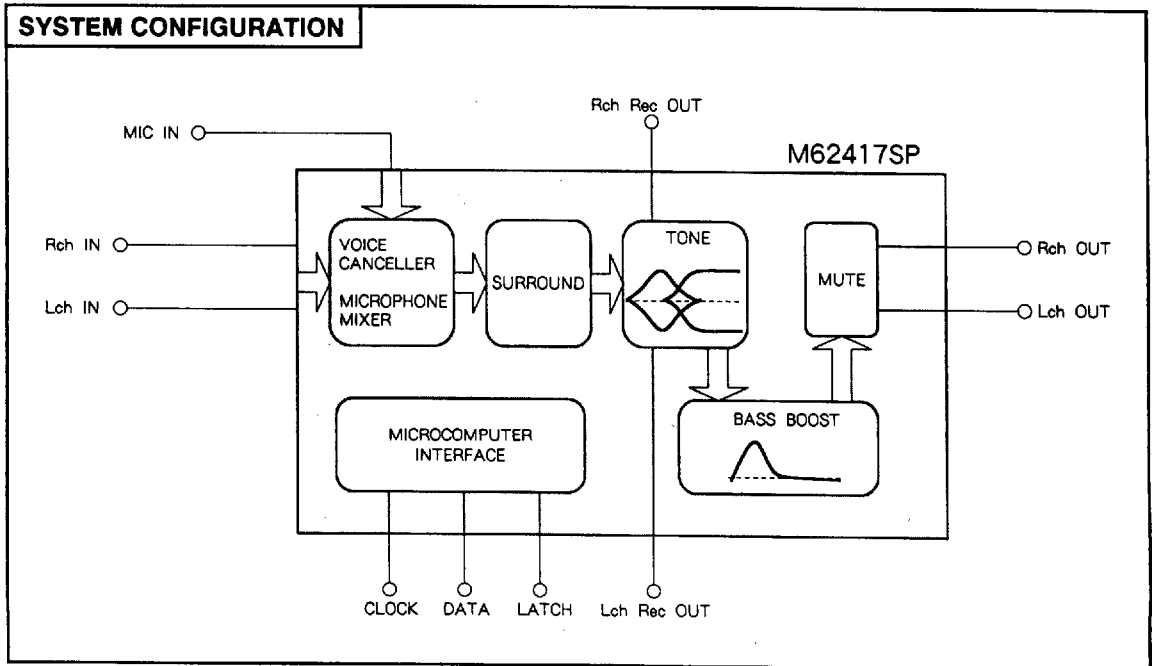 SYSTEM CONFIGURATION
Rch Rec OUT
MIC IN
M62417SP
Rch IN
Lch IN
VOICE
CANCELLER
MICROPHONE
MIXER
SURROUND
TONE
MUTE
Rch OUT
Lch OUT
BASS BOOST
MICROCOMPUTER
INTERFACE
CLOCK
DATA
LATCH
Lch Rec OUT